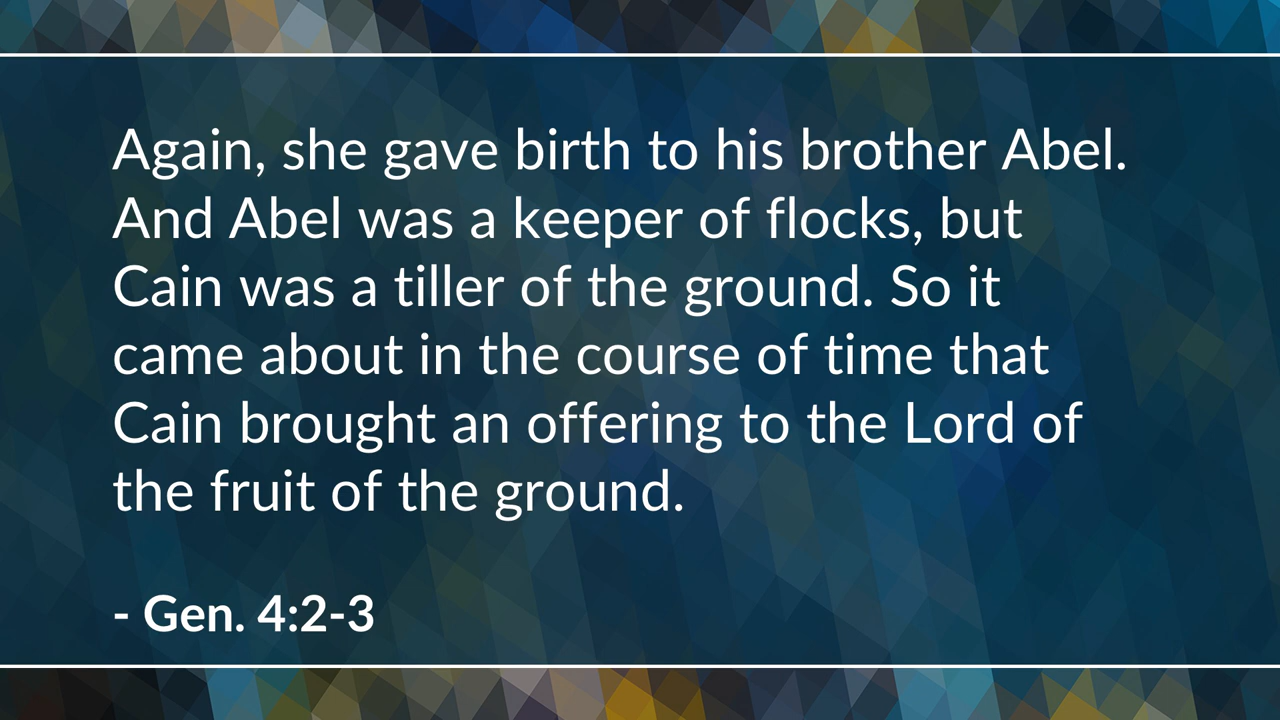 Again, she gave birth to his brother Abel.
And Abel was a keeper of flocks, but
Cain was a tiller of the ground. So it
came about in the course of time that
Cain brought an offering to the Lord of
the fruit of the ground.
- Gen. 4:2-3